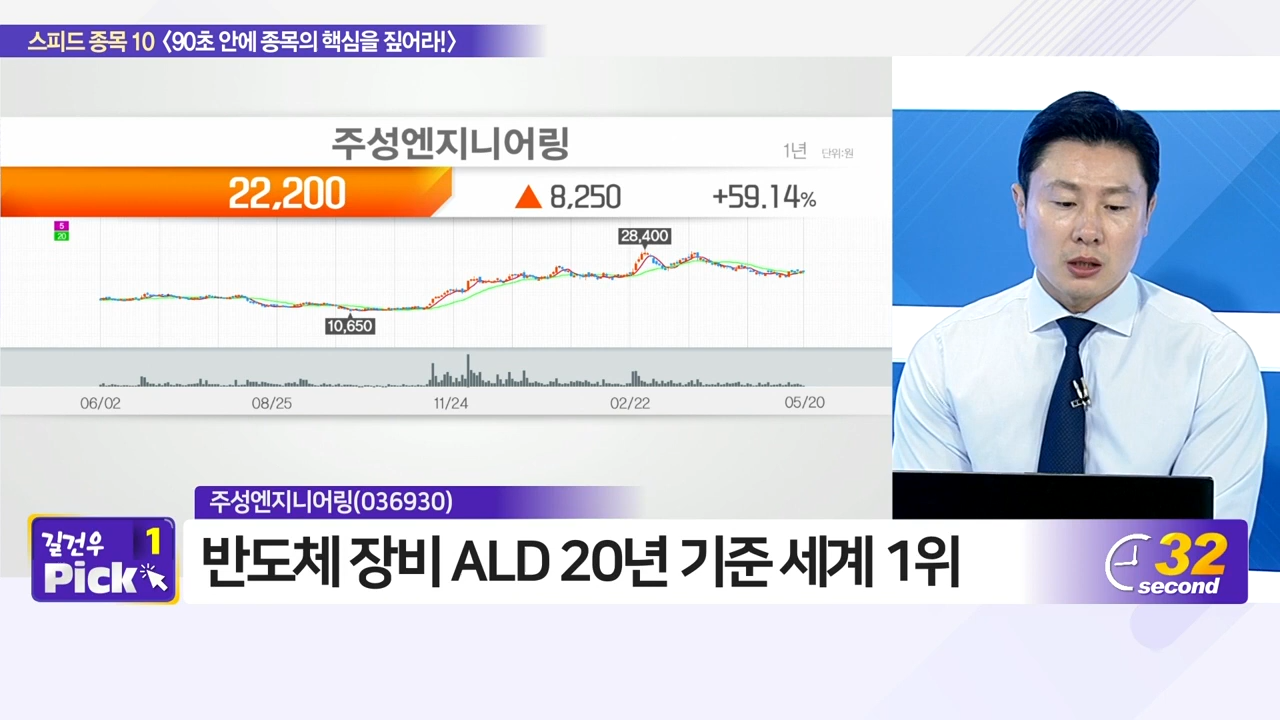 스피드 종목 10 〈90초 안에 종목의 핵심을 짚어라!〉
주성엔지니어링
1년 단위:원
22,200 ▲ 8,250 +59.14%
5
20
28,400
10,650
06/02 08/25 11/24 02/22 05/20
주성엔지니어링(036930)
길건우 1
Pick
반도체 장비 ALD 20년 기준 세계 1위
32
second